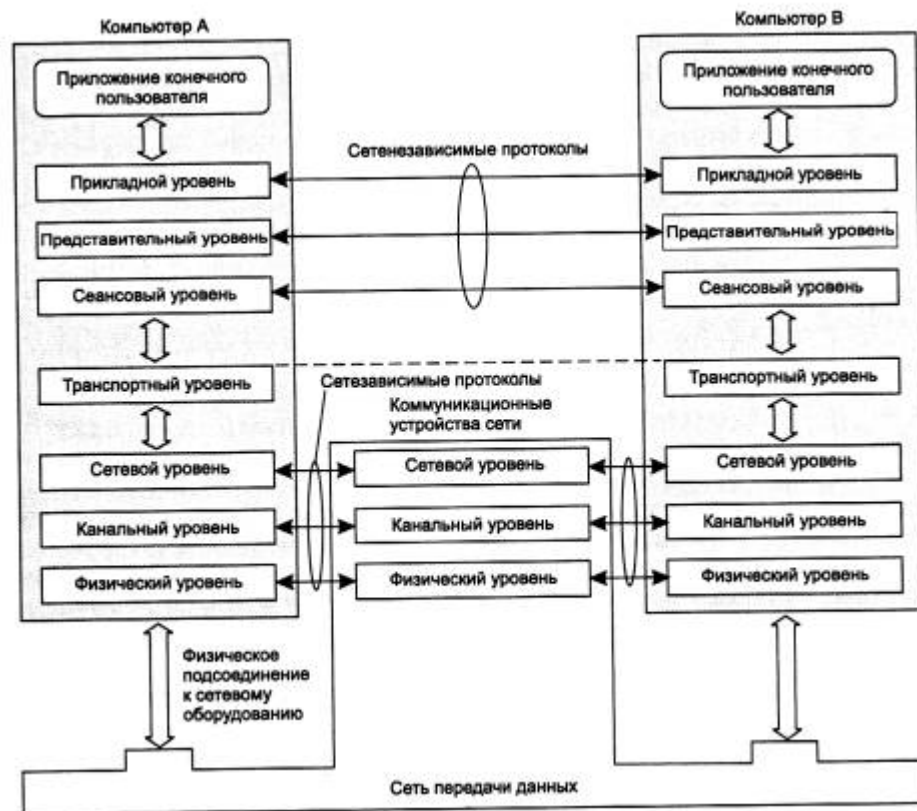 Компьютер А
Компьютер В
Приложение конечного
пользователя
Приложение конечного
пользователя
Сетенезависимые протоколы
Прикладной уровень
Прикладной уровень
Представительный уровень
Представительный уровень
Сеансовый уровень
Сеансовый уровень
Транспортный уровень
Сетезависимые протоколы
Транспортный уровень
Коммуникационные
устройства сети
Сетевой уровень
Сетевой уровень
Сетевой уровень
Канальный уровень
Канальный уровень
Канальный уровень
Физический уровень
Физический уровень
Физический уровень
Физическое
подсоединение
к сетевому
оборудованию
Сеть передачи данных